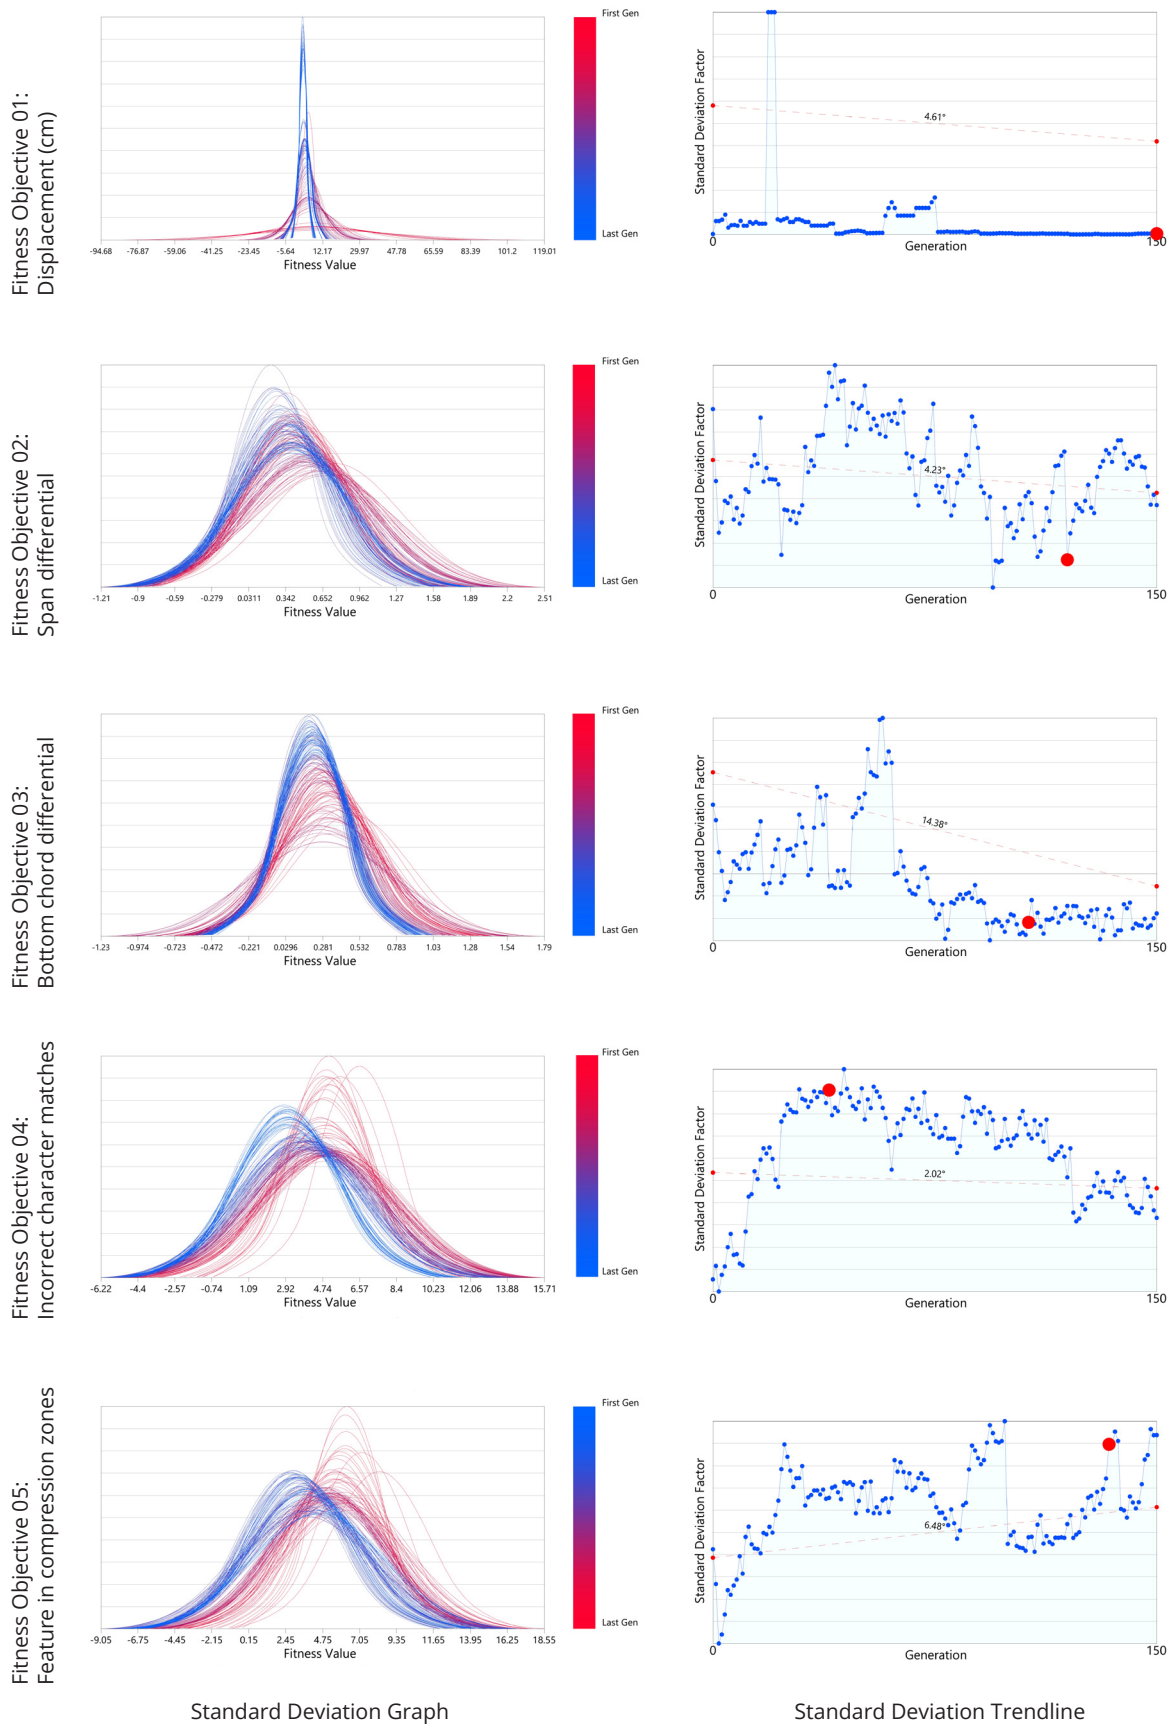 Fitness Objective 01:
Displacement (cm)
First Gen
Last Gen
-94.68 -76.87 -59.06 -41.25 -23.45 -5.64 12.17 29.97 47.78 65.59 83.39 101.2 119.01
Fitness Value
Standard Deviation Factor
4.61°
0 150
Generation
Fitness Objective 02:
Span differential
First Gen
Last Gen
-1.21 -0.9 -0.59 -0.279 0.0311 0.342 0.652 0.962 1.27 1.58 1.89 2.2 2.51
Fitness Value
Standard Deviation Factor
4.23°
0 150
Generation
Fitness Objective 03:
Bottom chord differential
First Gen
Last Gen
-1.23 -0.974 -0.723 -0.472 -0.221 0.0296 0.281 0.532 0.783 1.03 1.28 1.54 1.79
Fitness Value
Standard Deviation Factor
14.38°
0 150
Generation
Fitness Objective 04:
Incorrect character matches
First Gen
Last Gen
-6.22 -4.4 -2.57 -0.74 1.09 2.92 4.74 6.57 8.4 10.23 12.06 13.88 15.71
Fitness Value
Standard Deviation Factor
2.02°
0 150
Generation
Fitness Objective 05:
Feature in compression zones
First Gen
Last Gen
-9.05 -6.75 -4.45 -2.15 0.15 2.45 4.75 7.05 9.35 11.65 13.95 16.25 18.55
Fitness Value
Standard Deviation Factor
6.48°
0 150
Generation
Standard Deviation Graph
Standard Deviation Trendline